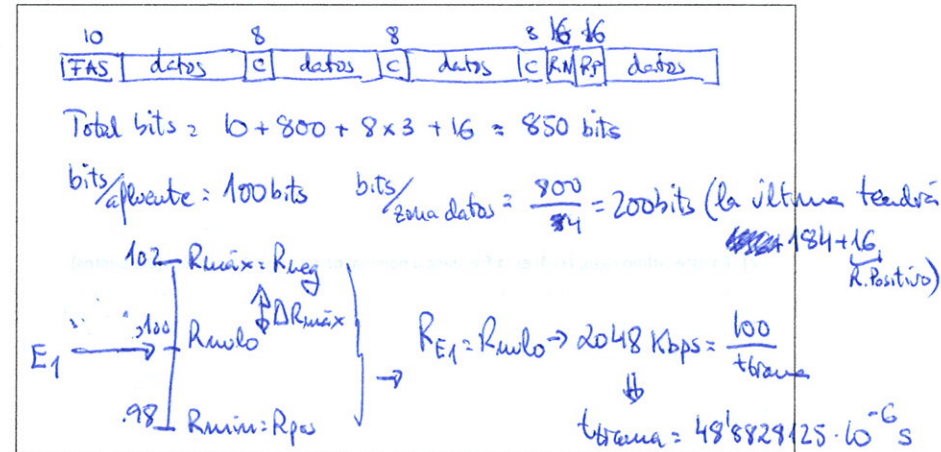 10 8 8 8 16 16
FAS datos C datos C datos C RN RP datos
Total bits = 10 + 800 + 8 x 3 + 16 = 850 bits
bits/afluente = 100 bits bits/zona datos = 800/4 = 200 bits (la última tendrá
184 + 16
R. Positivo)
102 Rmáx = Rneg
ΔRmáx
E1 100 Rnulo → RE1 = Rnulo → 2048 Kbps = 100/ttrama
⇓
98 Rmín = Rpos
ttrama = 48'828125 · 10^-6 s